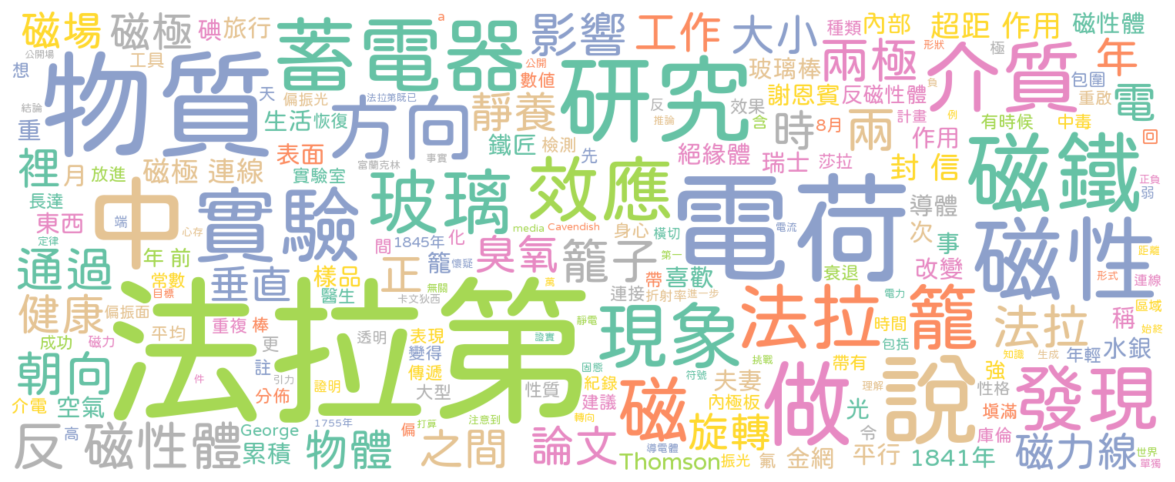 磁場 磁極 碘 旅行 蓄電器 a 影響 工作 大小 種類 內部 超距 作用 磁性體
公開場 工具 公開 數值 玻璃棒 兩極 形狀 極 介質 年
想 物質 天 偏振光 法拉第既已 研究 謝恩賓 反磁性體 負 包圍 重啟 電
結論 重 方向 生活 恢復 靜養 反 推論 效果 含 時 8月 兩 計畫 作用 例 有時候 中毒 回
裡 月 放進 磁極 連線 表面 實驗室 富蘭克林 事實 鐵匠 檢測 先 絕緣體 瑞士 莎拉 封 信 磁鐵 正負 弱
長達 東西 定律 中 端 心存 實驗 玻璃 效應 電荷 導體 磁性
年 前 間 1845年 化 media Cavendish 身心 橫切 第一 電流 次 事 距離
通過 常數 目標 垂直 樣品 醫生 無關 籠 懷疑 正 臭氧 萬 籠子 帶 喜歡 衰退 改變 形式 連線
卡文狄西 進一步 連接 折射率 電力 區域
健康 偏振面 平均 重複 棒 法拉第 透明 表現 靜電 現象 法拉 籠 時間 法拉 稱 始終
成功 磁力 更 變得 證實 挑戰 包括 知識 生成 年輕 水銀
朝向 件 引力 註 傳遞 固態 符號 帶有 理解 強
介電 空氣 分佈 證明 大型 性質 紀錄 夫妻 做 說 性格 發現
反 磁性體 高 George 1755年 偏 打算 注意到 轉向 建議 磁 內極板 光 填滿
累積 物體 之間 論文 旋轉 令 庫倫 世界
導電體 Thomson 振光 氟 金網 平行 1841年 磁力線 單獨